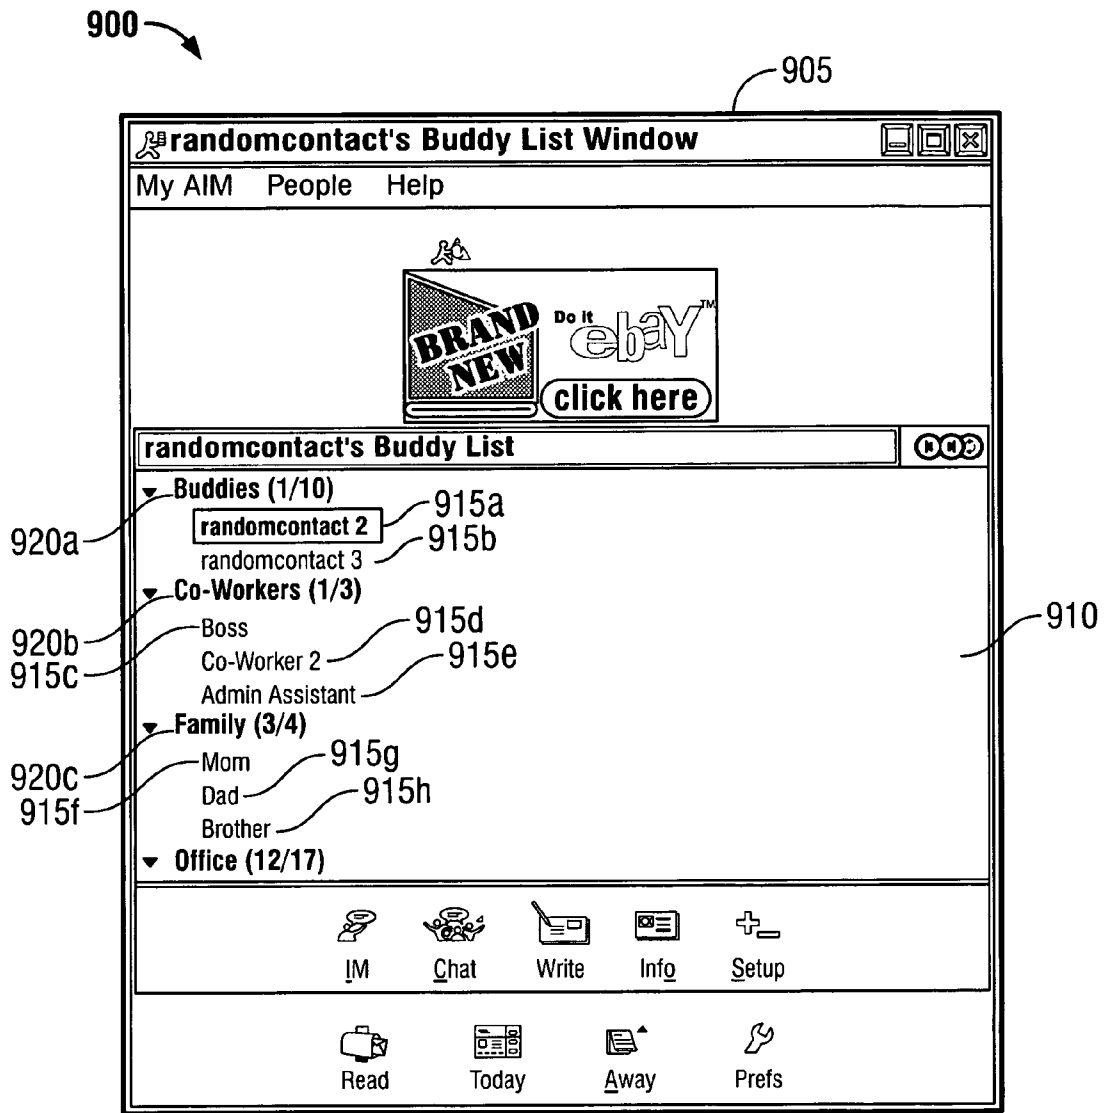 900
905
randomcontact's Buddy List Window
My AIM People Help
BRAND NEW
Do it
ebaY™
click here
randomcontact's Buddy List
Buddies (1/10)
920a
randomcontact 2
915a
randomcontact 3
915b
Co-Workers (1/3)
920b
Boss
915c
Co-Worker 2
915d
Admin Assistant
915e
910
Family (3/4)
920c
Mom
915f
Dad
915g
Brother
915h
Office (12/17)
IM Chat Write Info Setup
Read Today Away Prefs